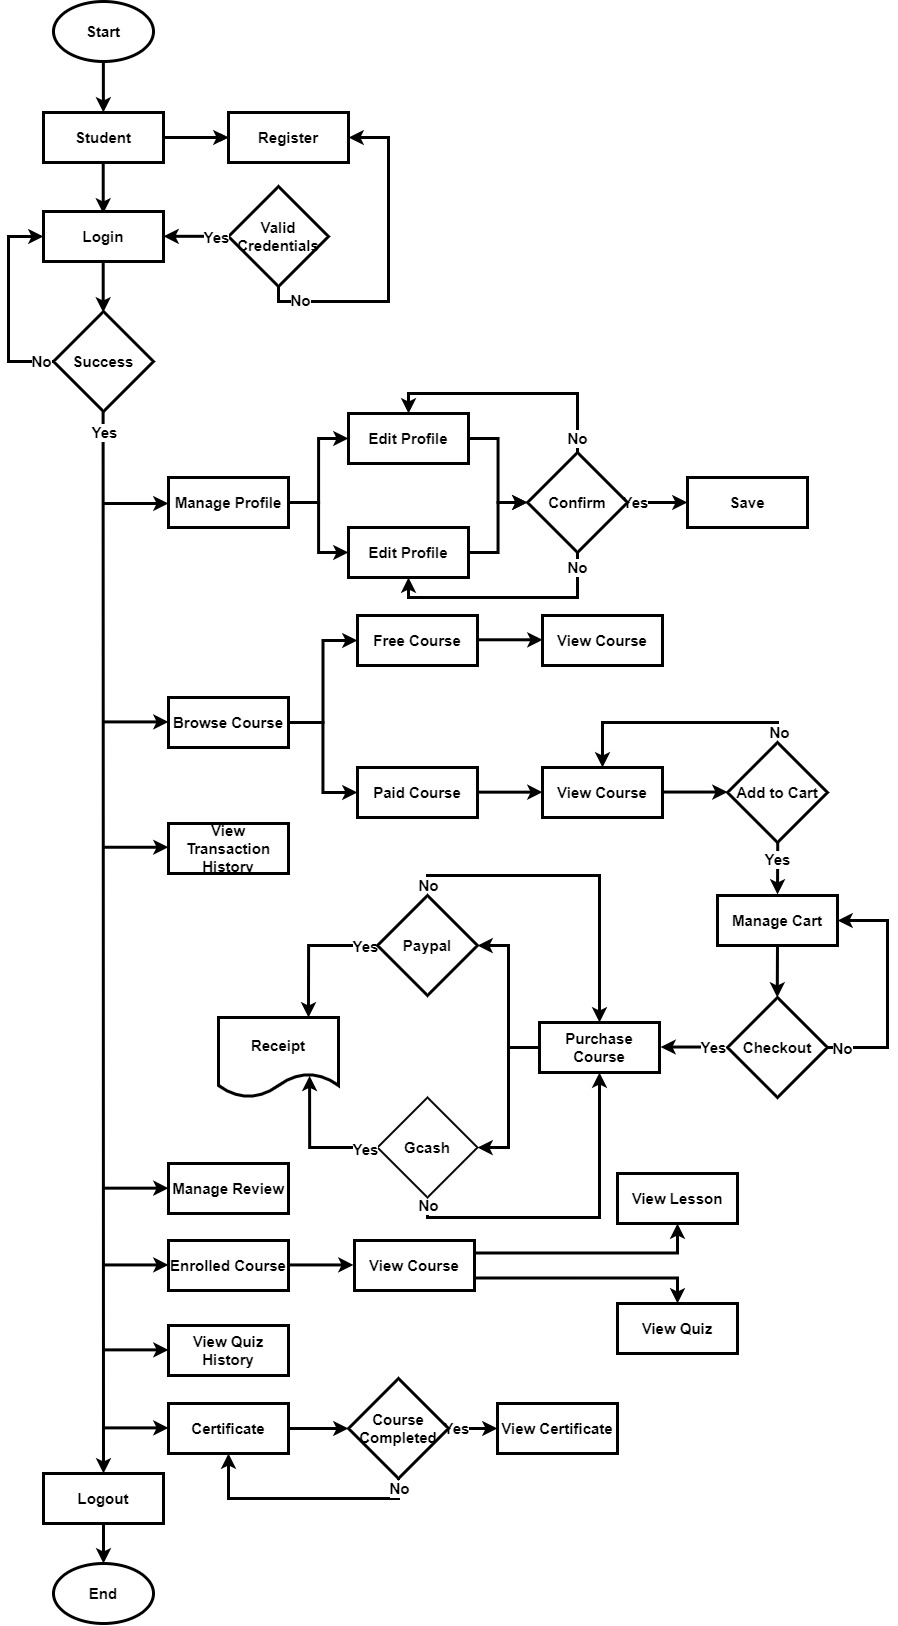 Start
Student
Register
Login
Yes
Valid
Credentials
No
No
Success
Yes
No
Edit Profile
Manage Profile
Confirm
Yes
Save
Edit Profile
No
Free Course
View Course
Browse Course
No
Paid Course
View Course
Add to Cart
View
Transaction
History
Yes
No
Manage Cart
Yes
Paypal
Receipt
Purchase
Course
Yes
Checkout
No
Yes
Gcash
No
Manage Review
View Lesson
Enrolled Course
View Course
View Quiz
View Quiz
History
Certificate
Course
Completed
Yes
View Certificate
No
Logout
End